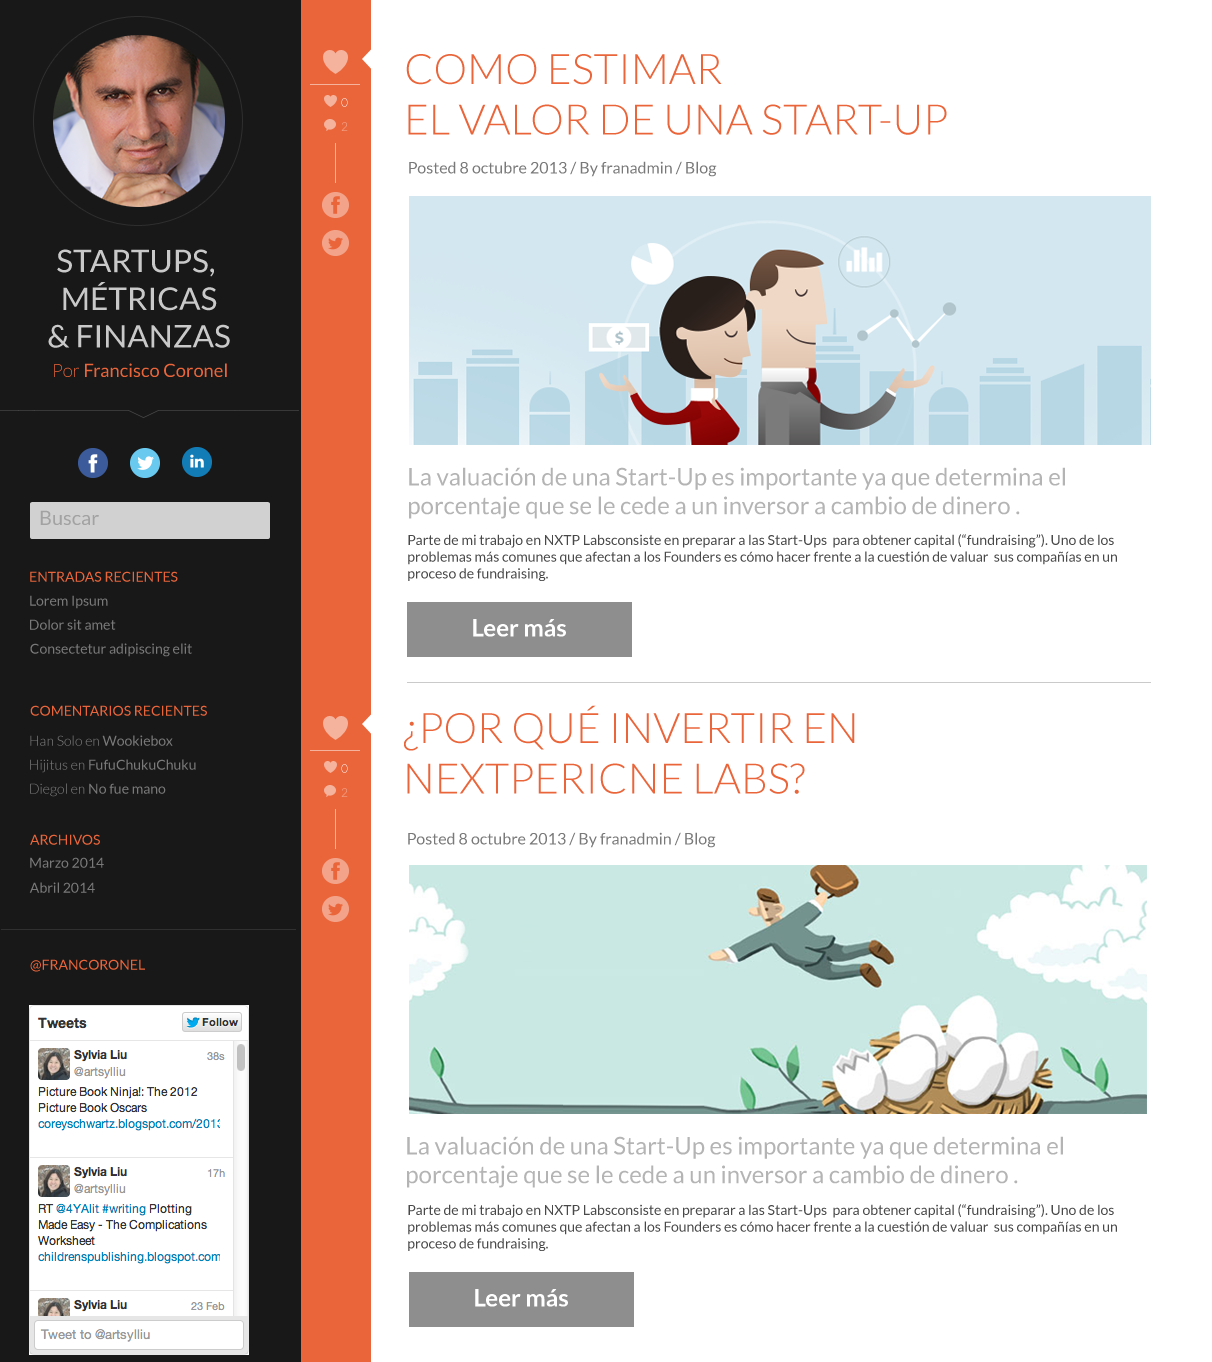 STARTUPS,
MÉTRICAS
& FINANZAS
Por Francisco Coronel
f
in
Buscar
ENTRADAS RECIENTES
Lorem Ipsum
Dolor sit amet
Consectetur adipiscing elit
COMENTARIOS RECIENTES
Han Solo en Wookiebox
Hijitus en FufuChukuChuku
Diegol en No fue mano
ARCHIVOS
Marzo 2014
Abril 2014
@FRANCORONEL
Tweets
Follow
Sylvia Liu 38s
@artsylliu
Picture Book Ninja!: The 2012
Picture Book Oscars
coreyschwartz.blogspot.com/2013
Sylvia Liu 17h
@artsylliu
RT @4YAlit #writing Plotting
Made Easy - The Complications
Worksheet
childrenspublishing.blogspot.com
Sylvia Liu 23 Feb
Tweet to @artsylliu
0
2
f
COMO ESTIMAR
EL VALOR DE UNA START-UP
Posted 8 octubre 2013 / By franadmin / Blog
$
La valuación de una Start-Up es importante ya que determina el
porcentaje que se le cede a un inversor a cambio de dinero .
Parte de mi trabajo en NXTP Labsconsiste en preparar a las Start-Ups para obtener capital (“fundraising”). Uno de los
problemas más comunes que afectan a los Founders es cómo hacer frente a la cuestión de valuar sus compañías en un
proceso de fundraising.
Leer más
0
2
f
¿POR QUÉ INVERTIR EN
NEXTPERICNE LABS?
Posted 8 octubre 2013 / By franadmin / Blog
La valuación de una Start-Up es importante ya que determina el
porcentaje que se le cede a un inversor a cambio de dinero .
Parte de mi trabajo en NXTP Labsconsiste en preparar a las Start-Ups para obtener capital (“fundraising”). Uno de los
problemas más comunes que afectan a los Founders es cómo hacer frente a la cuestión de valuar sus compañías en un
proceso de fundraising.
Leer más